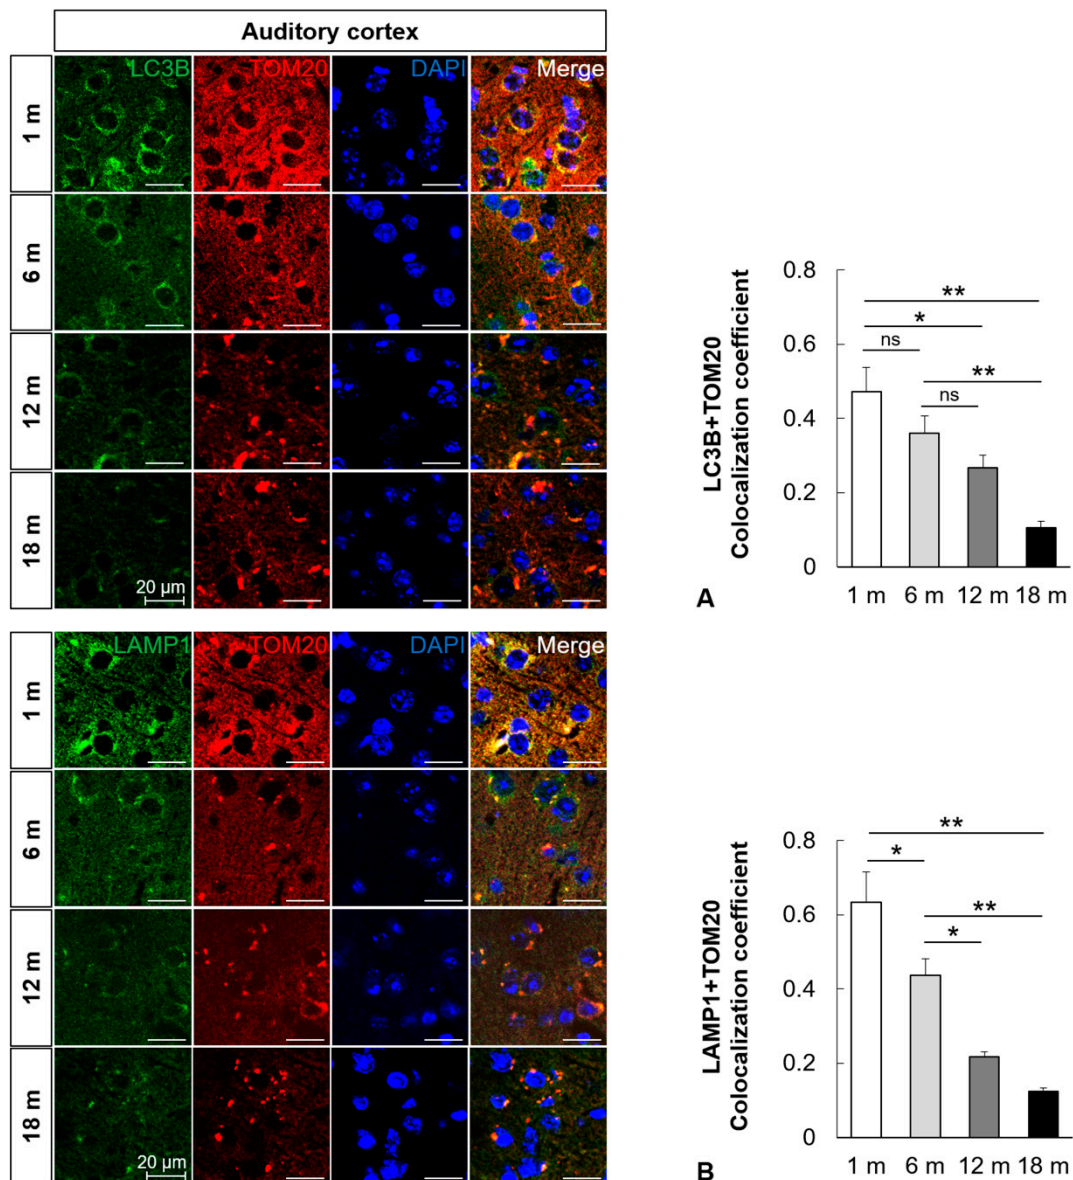 Auditory cortex
LC3B TOM20 DAPI Merge
1 m
6 m
12 m
18 m
20 µm
LC3B+TOM20
Colocalization coefficient
0.8
0.6
0.4
0.2
0
**
*
ns
**
ns
1 m 6 m 12 m 18 m
A
LAMP1 TOM20 DAPI Merge
1 m
6 m
12 m
18 m
20 µm
LAMP1+TOM20
Colocalization coefficient
0.8
0.6
0.4
0.2
0
**
*
**
*
1 m 6 m 12 m 18 m
B